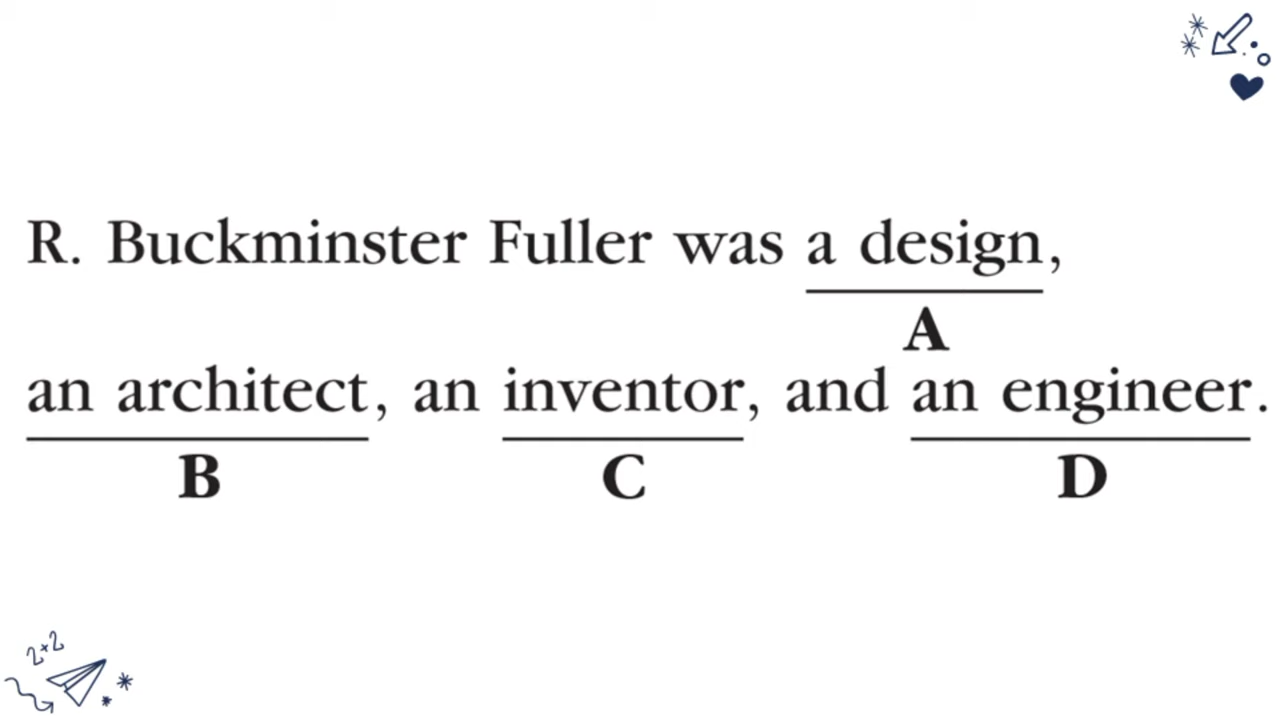 R. Buckminster Fuller was a design,
A
an architect, an inventor, and an engineer.
B C D
2+2